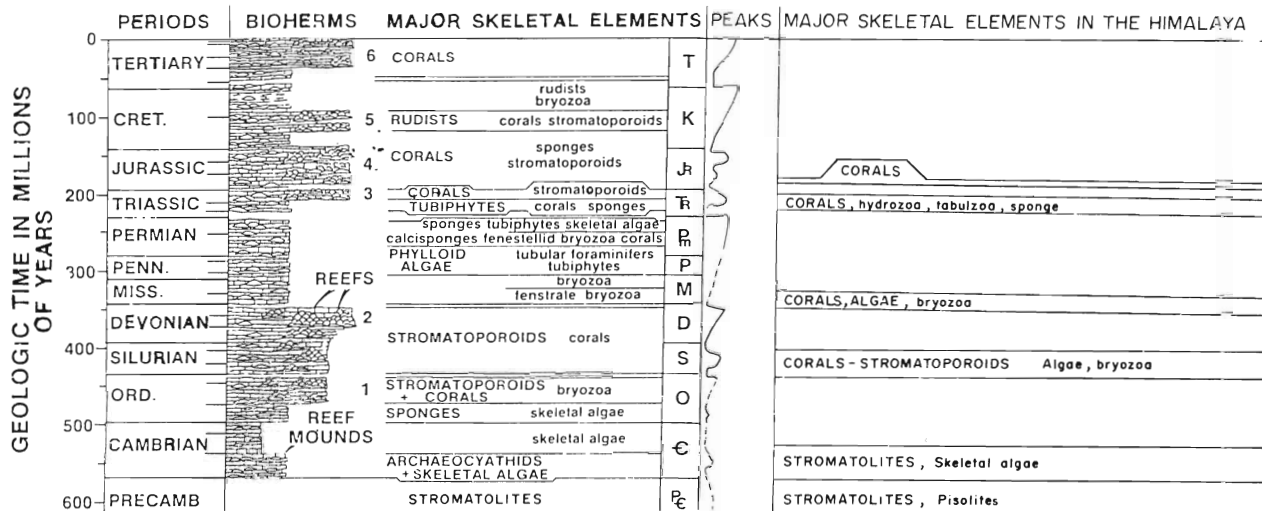 PERIODS BIOHERMS MAJOR SKELETAL ELEMENTS PEAKS MAJOR SKELETAL ELEMENTS IN THE HIMALAYA
GEOLOGIC TIME IN MILLIONS
OF YEARS
0
100
200
300
400
500
600
TERTIARY
CRET.
JURASSIC
TRIASSIC
PERMIAN
PENN.
MISS.
DEVONIAN
SILURIAN
ORD.
CAMBRIAN
PRECAMB
6
5
4
3
REEFS
2
1
REEF
MOUNDS
CORALS
rudists
bryozoa
RUDISTS corals stromatoporoids
CORALS sponges
stromatoporoids
CORALS stromatoporoids
TUBIPHYTES corals sponges
sponges tubiphytes skeletal algae
calcisponges fenestellid bryozoa corals
PHYLLOID tubular foraminifers
ALGAE tubiphytes
bryozoa
fenstrale bryozoa
STROMATOPOROIDS corals
STROMATOPOROIDS bryozoa
+ CORALS
SPONGES skeletal algae
skeletal algae
ARCHAEOCYATHIDS
+ SKELETAL ALGAE
STROMATOLITES
T
K
JR
TR
Pm
P
M
D
S
O
Є
PЄ
CORALS
CORALS, hydrozoa, tabulzoa, sponge
CORALS, ALGAE, bryozoa
CORALS-STROMATOPOROIDS Algae, bryozoa
STROMATOLITES, Skeletal algae
STROMATOLITES, Pisolites